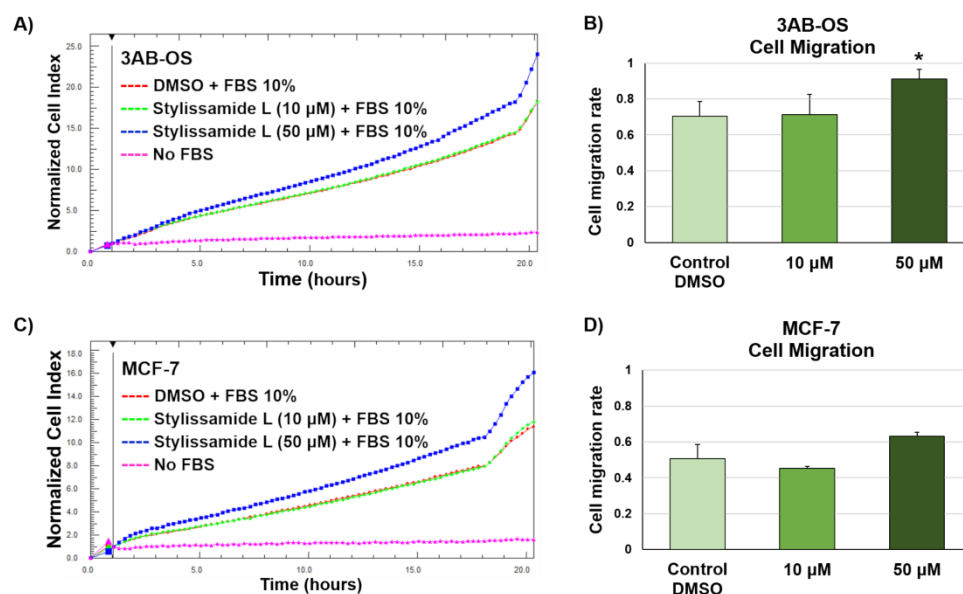 A)
3AB-OS
DMSO + FBS 10%
Stylissamide L (10 µM) + FBS 10%
Stylissamide L (50 µM) + FBS 10%
No FBS
Normalized Cell Index
25.0
20.0
15.0
10.0
5.0
0.0
0.0
5.0
10.0
15.0
20.0
Time (hours)
B)
3AB-OS
Cell Migration
*
Cell migration rate
1
0.8
0.6
0.4
0.2
0
Control
DMSO
10 µM
50 µM
C)
MCF-7
DMSO + FBS 10%
Stylissamide L (10 µM) + FBS 10%
Stylissamide L (50 µM) + FBS 10%
No FBS
Normalized Cell Index
18.0
16.0
14.0
12.0
10.0
8.0
6.0
4.0
2.0
0.0
0.0
5.0
10.0
15.0
20.0
Time (hours)
D)
MCF-7
Cell Migration
Cell migration rate
1
0.8
0.6
0.4
0.2
0
Control
DMSO
10 µM
50 µM